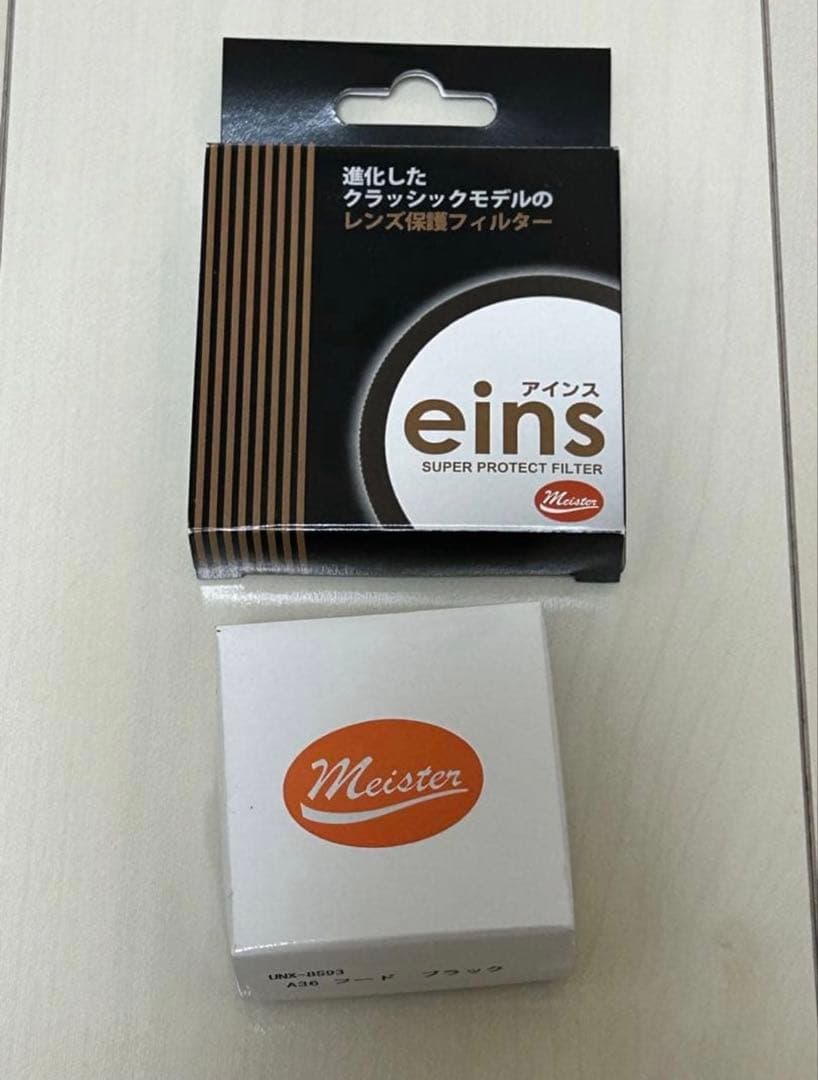 進化した
クラッシックモデルの
レンズ保護フィルター
アインス
eins
SUPER PROTECT FILTER
Meister
Meister
UNX-8593
A36 フード ブラック